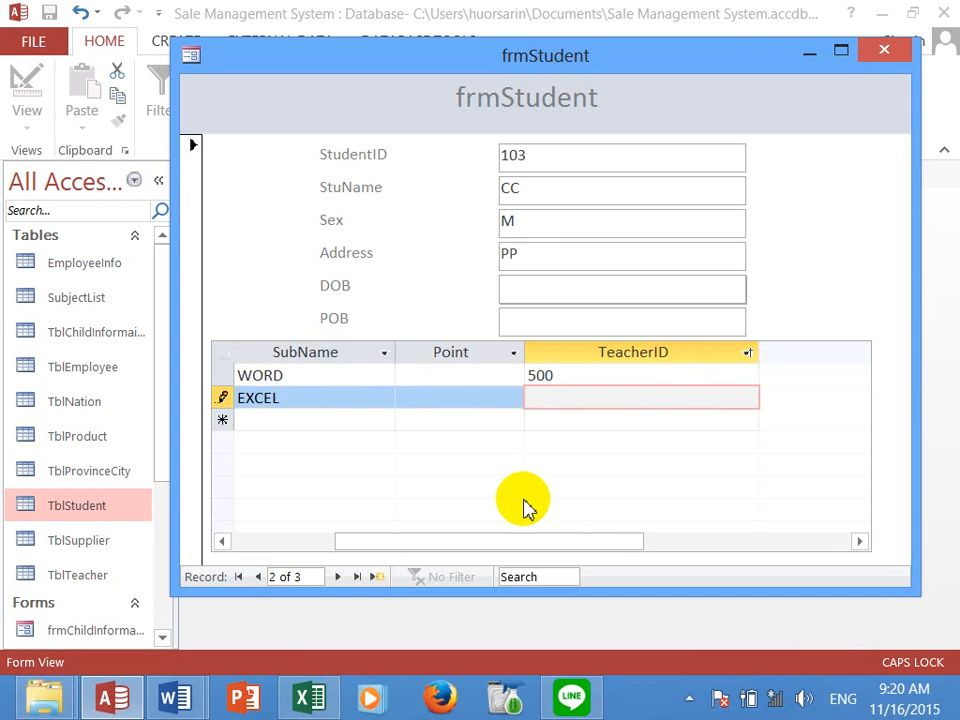 Sale Management System : Database- C:\Users\huorsarin\Documents\Sale Management System.accdb...
FILE
HOME
View
Paste
Views
Clipboard
frmStudent
frmStudent
All Acces...
Search...
Tables
EmployeeInfo
SubjectList
TblChildInformai...
TblEmployee
TblNation
TblProduct
TblProvinceCity
TblStudent
TblSupplier
TblTeacher
Forms
frmChildInforma...
StudentID 103
StuName CC
Sex M
Address PP
DOB
POB
SubName Point TeacherID
WORD 500
EXCEL
Record: 2 of 3 No Filter Search
Form View CAPS LOCK
LINE
ENG
9:20 AM
11/16/2015